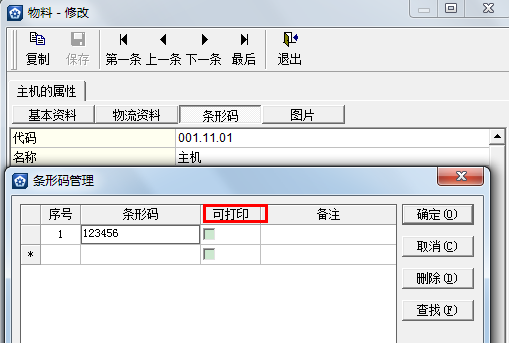 物料 - 修改
复制 保存 第一条 上一条 下一条 最后 退出
主机的属性
基本资料 物流资料 条形码 图片
代码 001.11.01
名称 主机
条形码管理
序号 条形码 可打印 备注 确定(O)
1 123456
取消(C)
*
删除(D)
查找(F)